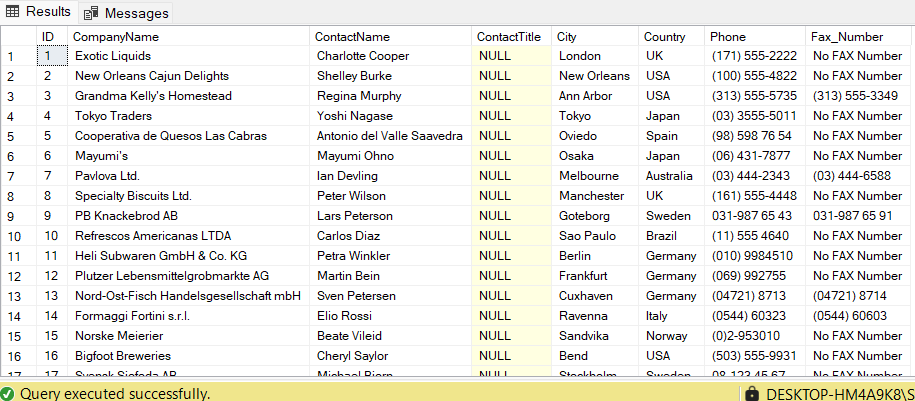 Results Messages
ID CompanyName ContactName ContactTitle City Country Phone Fax_Number
1 1 Exotic Liquids Charlotte Cooper NULL London UK (171) 555-2222 No FAX Number
2 2 New Orleans Cajun Delights Shelley Burke NULL New Orleans USA (100) 555-4822 No FAX Number
3 3 Grandma Kelly's Homestead Regina Murphy NULL Ann Arbor USA (313) 555-5735 (313) 555-3349
4 4 Tokyo Traders Yoshi Nagase NULL Tokyo Japan (03) 3555-5011 No FAX Number
5 5 Cooperativa de Quesos Las Cabras Antonio del Valle Saavedra NULL Oviedo Spain (98) 598 76 54 No FAX Number
6 6 Mayumi's Mayumi Ohno NULL Osaka Japan (06) 431-7877 No FAX Number
7 7 Pavlova Ltd. Ian Devling NULL Melbourne Australia (03) 444-2343 (03) 444-6588
8 8 Specialty Biscuits Ltd. Peter Wilson NULL Manchester UK (161) 555-4448 No FAX Number
9 9 PB Knackebrod AB Lars Peterson NULL Goteborg Sweden 031-987 65 43 031-987 65 91
10 10 Refrescos Americanas LTDA Carlos Diaz NULL Sao Paulo Brazil (11) 555 4640 No FAX Number
11 11 Heli Subwaren GmbH & Co. KG Petra Winkler NULL Berlin Germany (010) 9984510 No FAX Number
12 12 Plutzer Lebensmittelgrobmarkte AG Martin Bein NULL Frankfurt Germany (069) 992755 No FAX Number
13 13 Nord-Ost-Fisch Handelsgesellschaft mbH Sven Petersen NULL Cuxhaven Germany (04721) 8713 (04721) 8714
14 14 Formaggi Fortini s.r.l. Elio Rossi NULL Ravenna Italy (0544) 60323 (0544) 60603
15 15 Norske Meierier Beate Vileid NULL Sandvika Norway (0)2-953010 No FAX Number
16 16 Bigfoot Breweries Cheryl Saylor NULL Bend USA (503) 555-9931 No FAX Number
17 17 Svensk Sjofoda AB Michael Bjorn NULL Stockholm Sweden 08-123 45 67 No FAX Number
Query executed successfully. DESKTOP-HM4A9K8\S